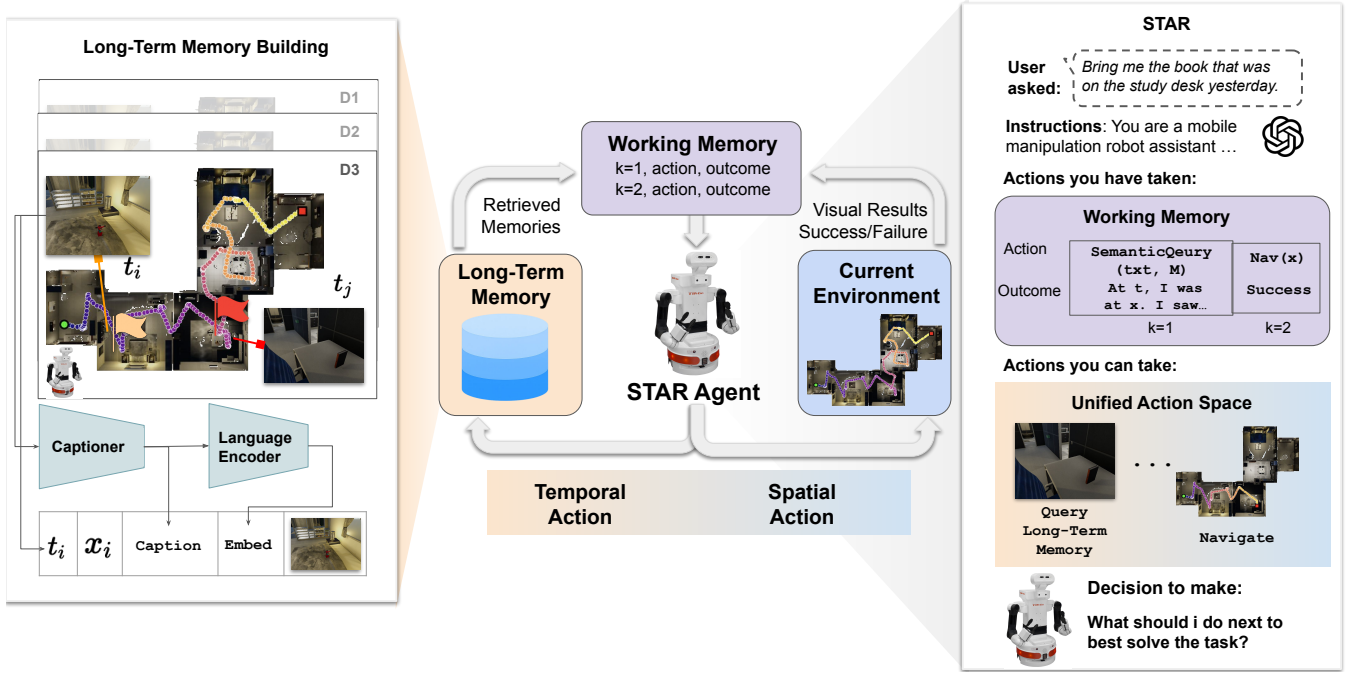 Long-Term Memory Building
D1
D2
D3
t_i
t_j
Captioner
Language
Encoder
t_i
x_i
Caption
Embed
Working Memory
k=1, action, outcome
k=2, action, outcome
Retrieved
Memories
Visual Results
Success/Failure
Long-Term
Memory
Current
Environment
STAR Agent
Temporal
Action
Spatial
Action
STAR
User
asked:
Bring me the book that was
on the study desk yesterday.
Instructions: You are a mobile
manipulation robot assistant …
Actions you have taken:
Working Memory
Action
SemanticQeury
(txt, M)
Nav(x)
Outcome
At t, I was
at x. I saw…
Success
k=1
k=2
Actions you can take:
Unified Action Space
. . .
Query
Long-Term
Memory
Navigate
Decision to make:
What should i do next to
best solve the task?